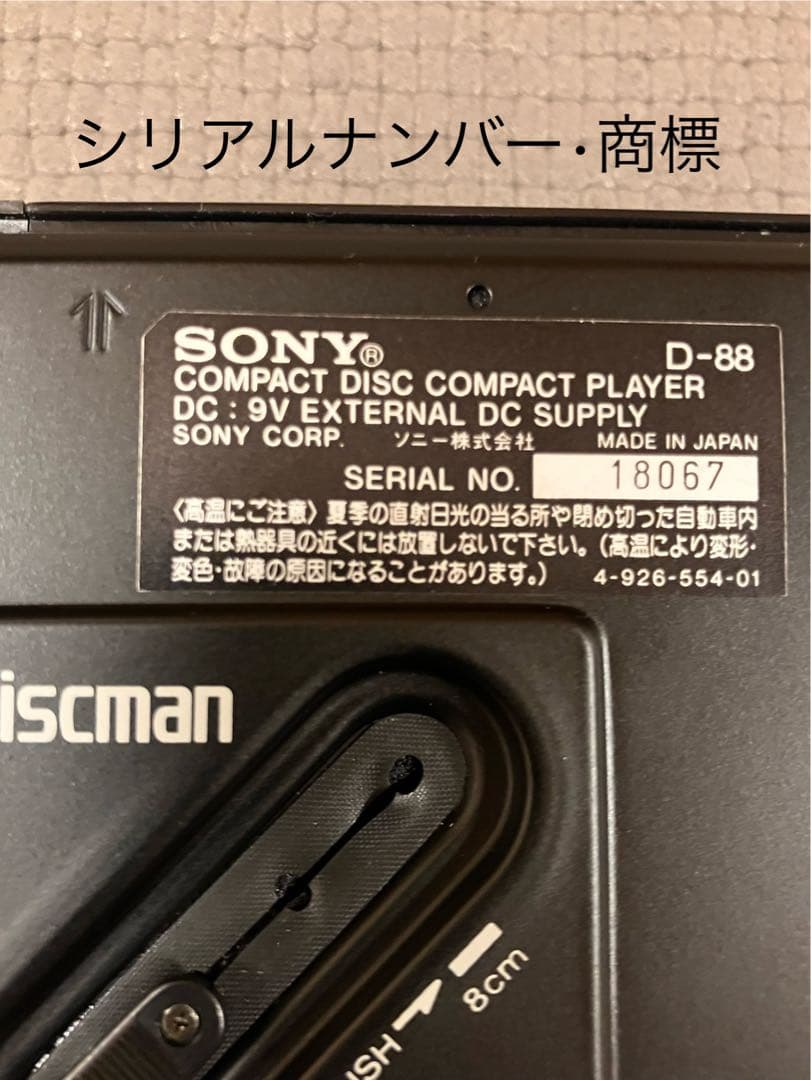 シリアルナンバー・商標
SONY® D-88
COMPACT DISC COMPACT PLAYER
DC : 9V EXTERNAL DC SUPPLY
SONY CORP. ソニー株式会社 MADE IN JAPAN
SERIAL NO. 18067
〈高温にご注意〉夏季の直射日光の当る所や閉め切った自動車内
または熱器具の近くには放置しないで下さい。(高温により変形・
変色・故障の原因になることがあります。) 4-926-554-01
iscman
8cm
USH